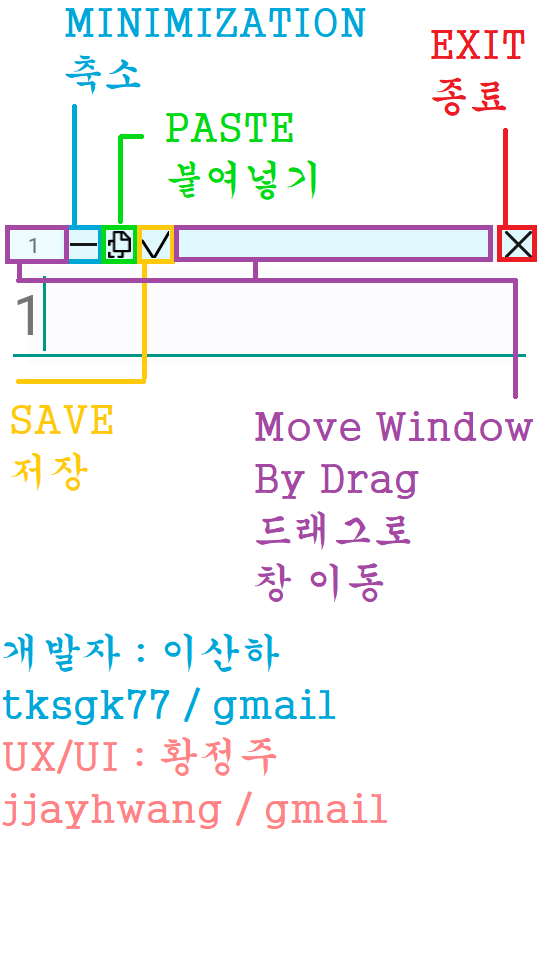 MINIMIZATION
축소
EXIT
종료
PASTE
붙여넣기
1
1
SAVE
저장
Move Window
By Drag
드래그로
창 이동
개발자 : 이산하
tksgk77 / gmail
UX/UI : 황정주
jjayhwang / gmail